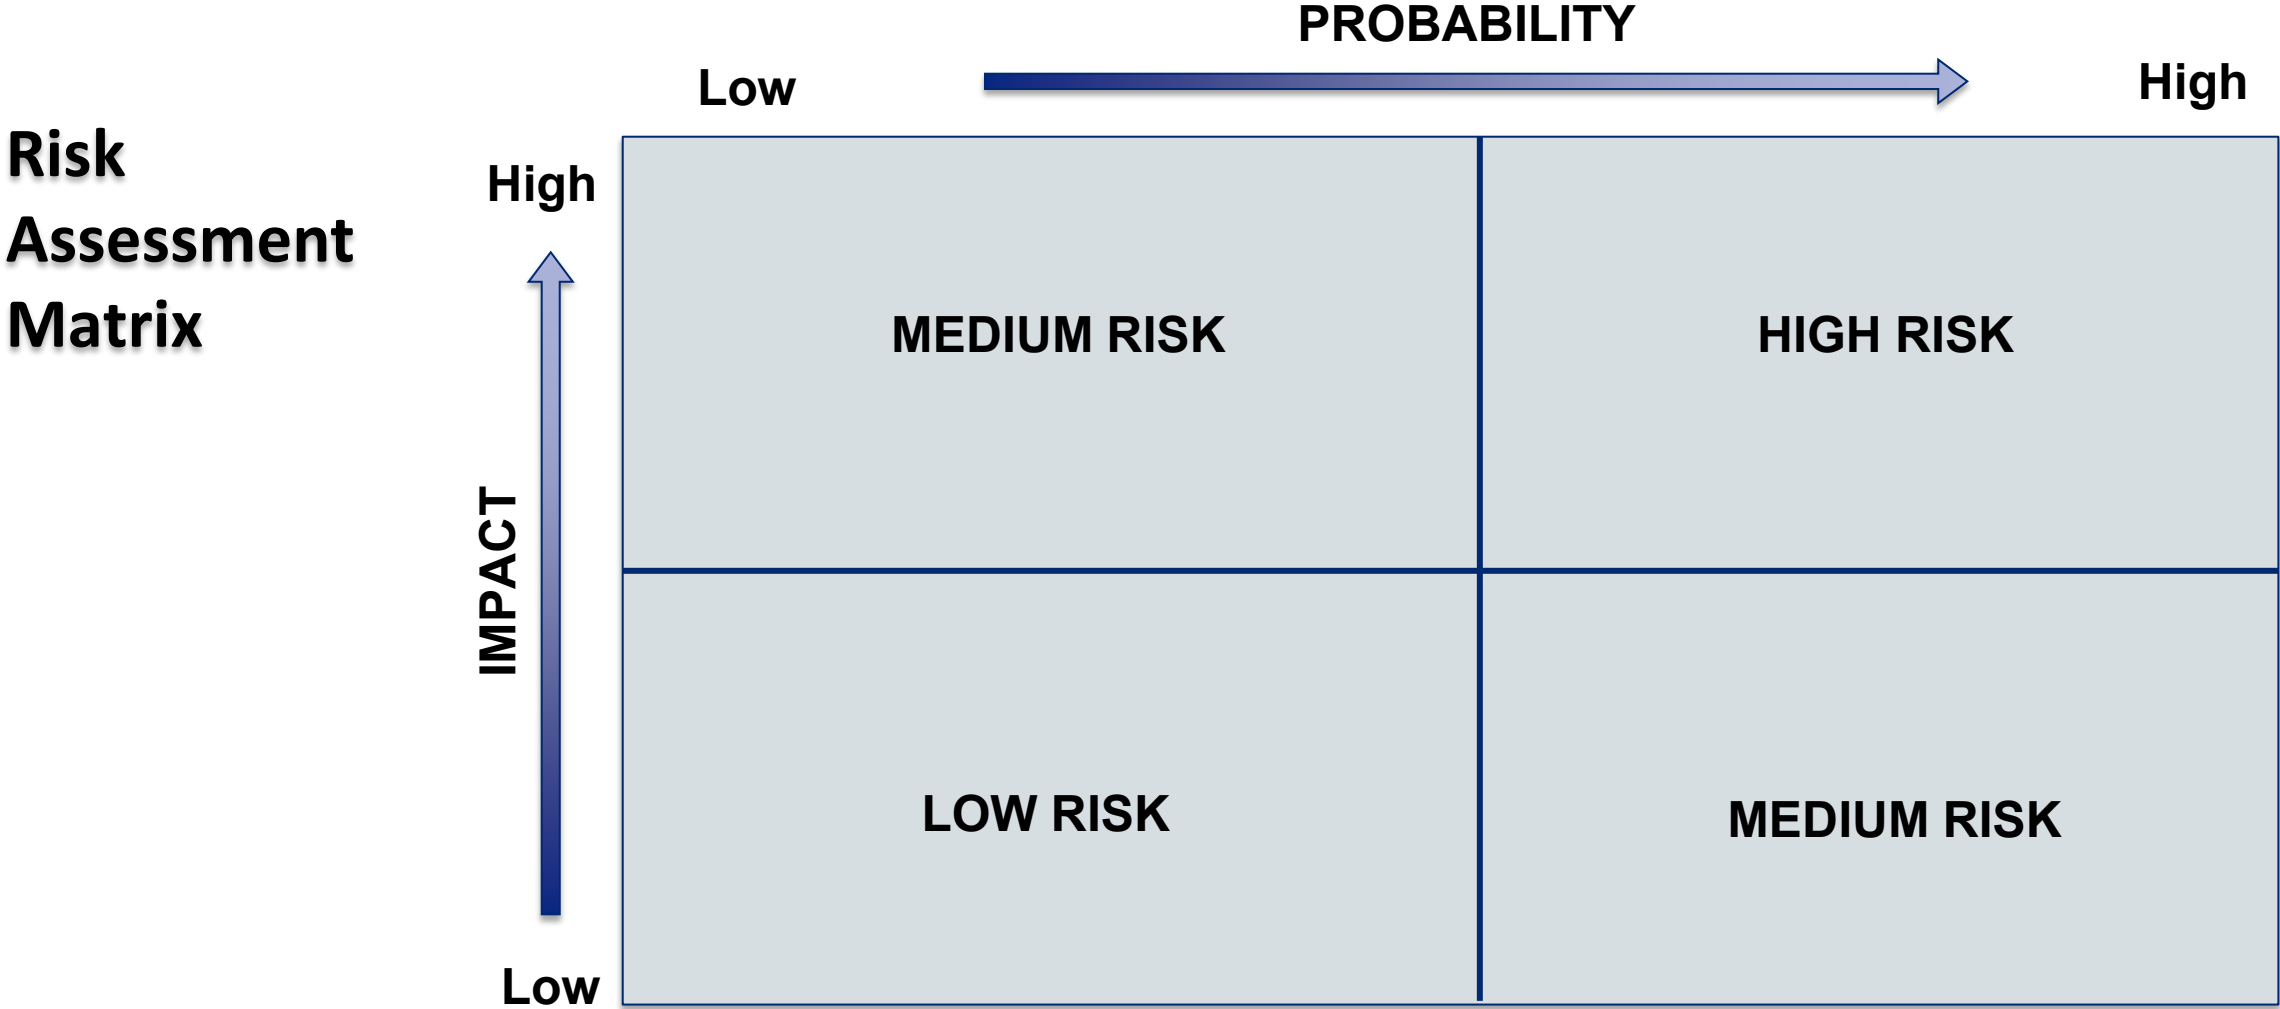 PROBABILITY
Low
High
Risk
Assessment
Matrix
High
MEDIUM RISK
HIGH RISK
IMPACT
LOW RISK
MEDIUM RISK
Low